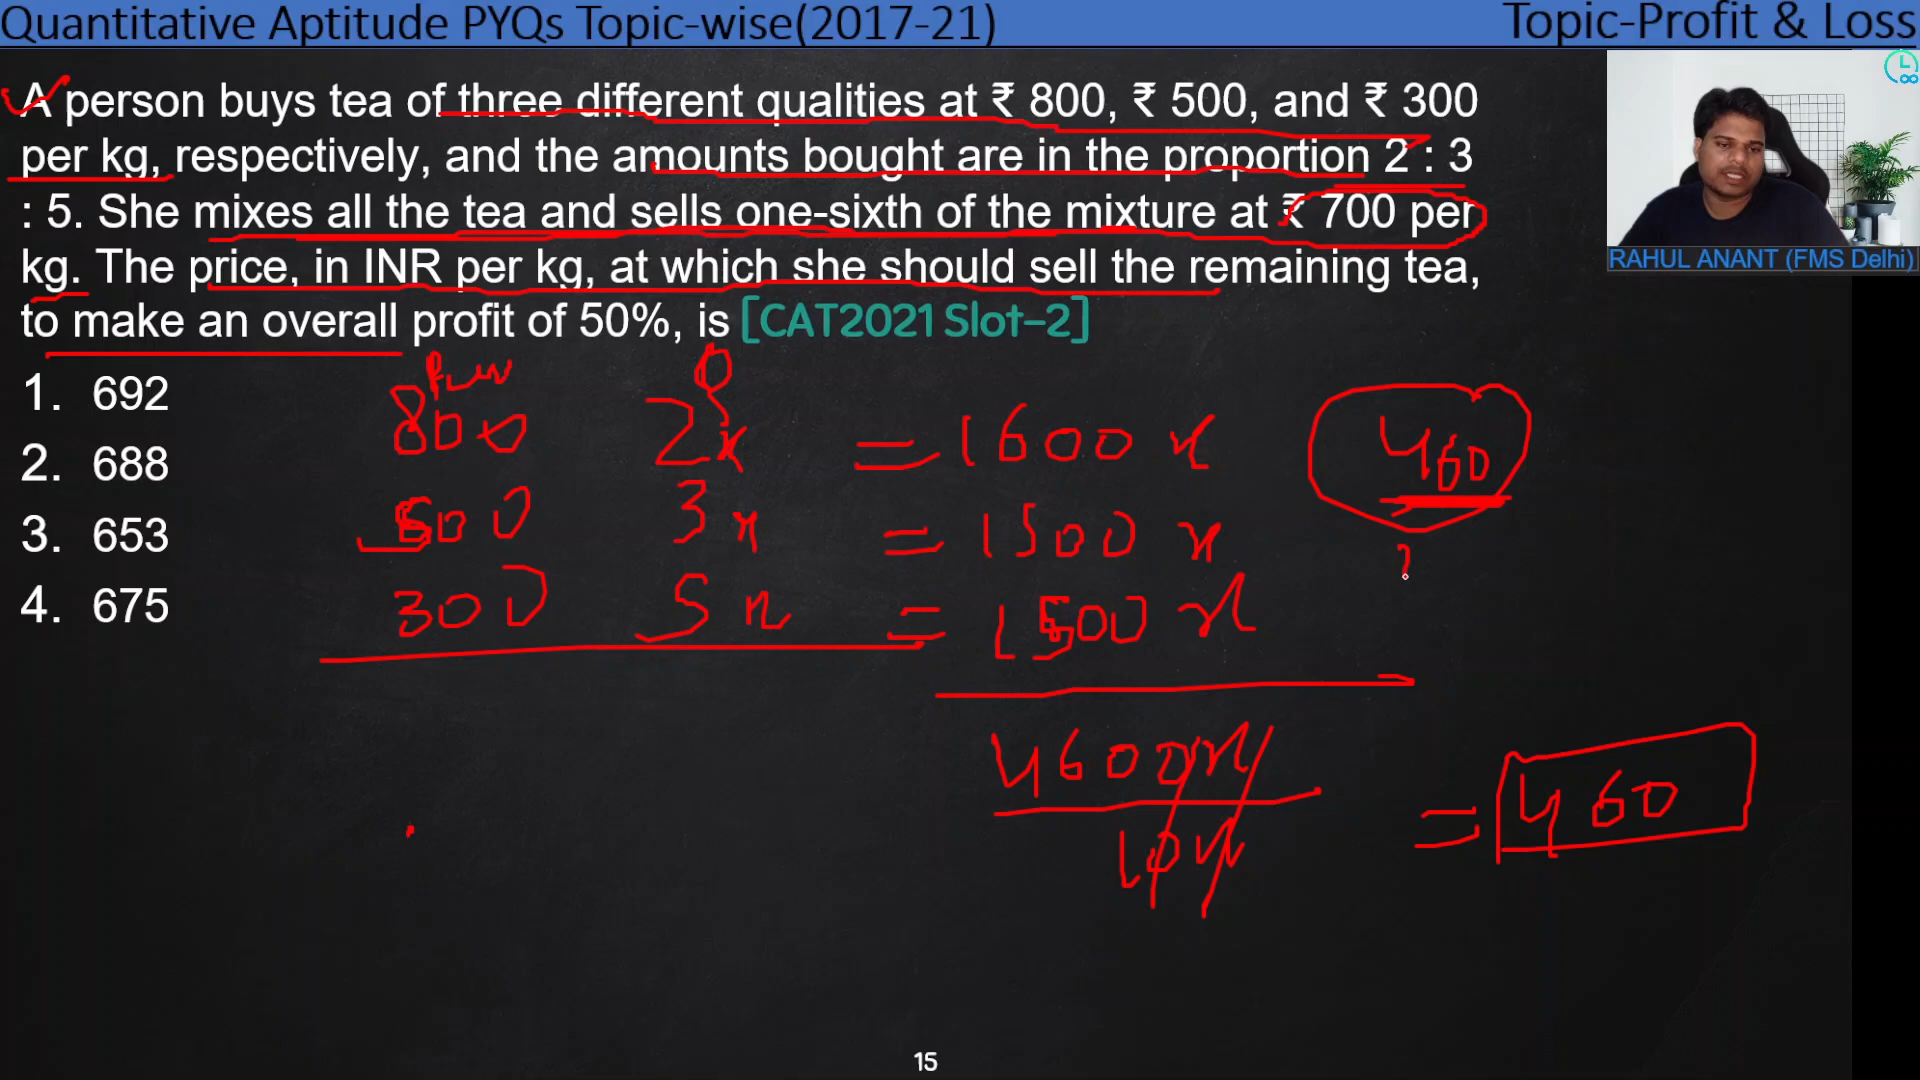 Quantitative Aptitude PYQs Topic-wise(2017-21)
Topic-Profit & Loss
A person buys tea of three different qualities at ₹ 800, ₹ 500, and ₹ 300
per kg, respectively, and the amounts bought are in the proportion 2 : 3
: 5. She mixes all the tea and sells one-sixth of the mixture at ₹ 700 per
kg. The price, in INR per kg, at which she should sell the remaining tea,
to make an overall profit of 50%, is [CAT2021 Slot-2]
RAHUL ANANT (FMS Delhi)
1. 692
2. 688
3. 653
4. 675
800 2x = 1600 x
500 3x = 1500 x
300 5x = 1500 x
460
?
4600x
10x
= 460
15